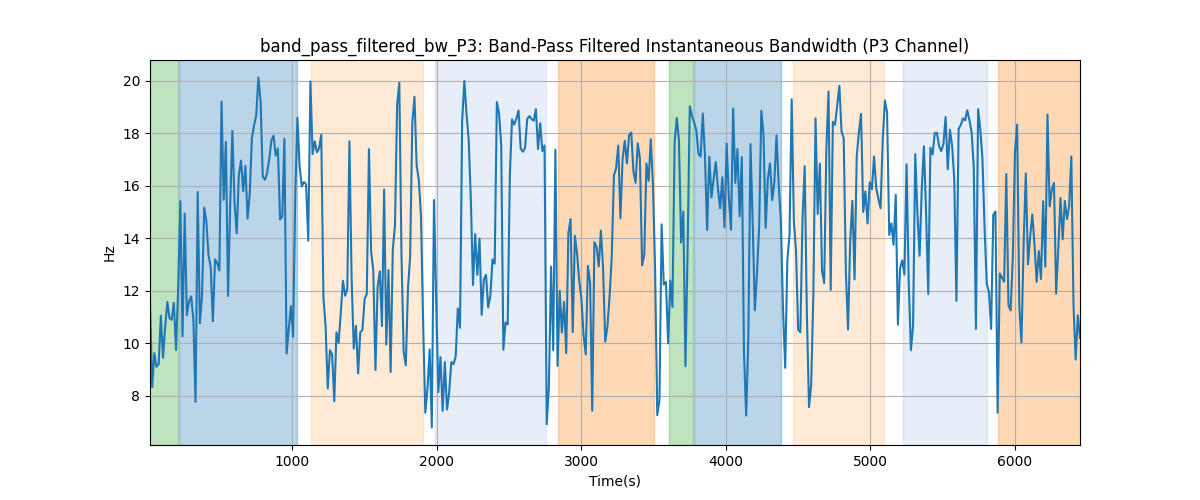 band_pass_filtered_bw_P3: Band-Pass Filtered Instantaneous Bandwidth (P3 Channel)
20
18
16
14
12
10
8
Hz
1000 2000 3000 4000 5000 6000
Time(s)